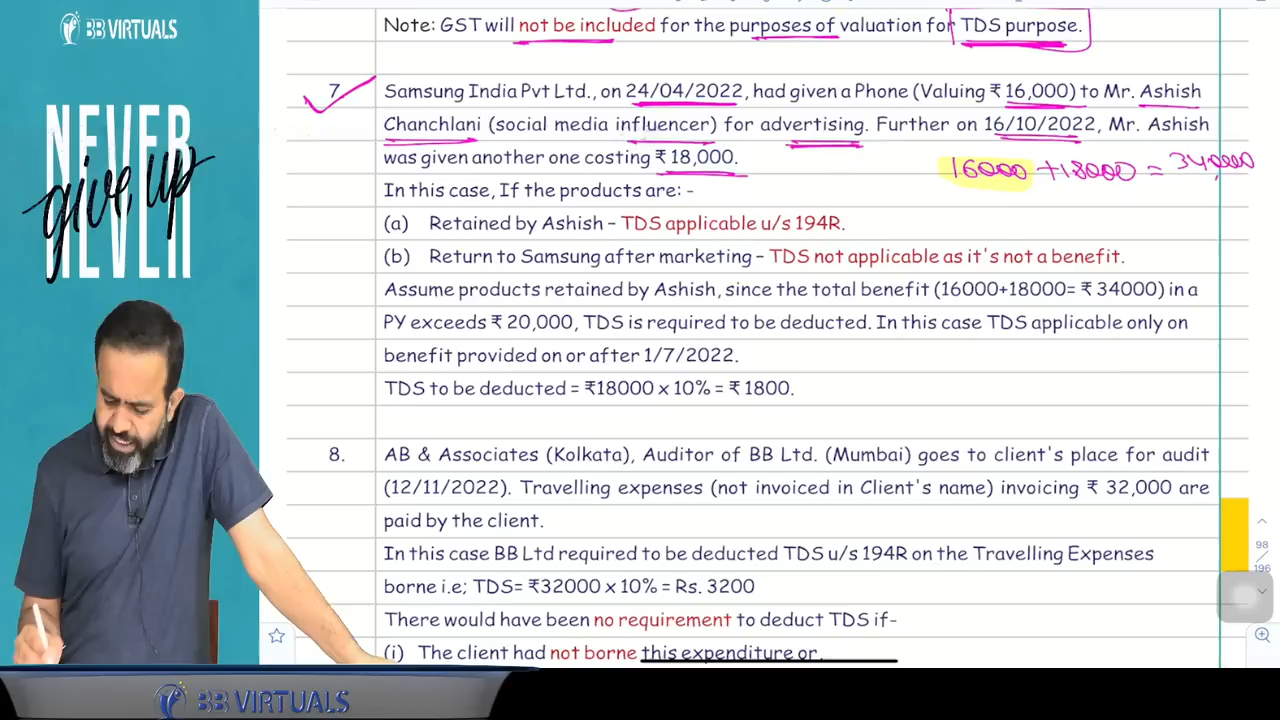 BB VIRTUALS
NEVER
give up
NEVER
Note: GST will not be included for the purposes of valuation for TDS purpose.
7. Samsung India Pvt Ltd., on 24/04/2022, had given a Phone (Valuing ₹ 16,000) to Mr. Ashish
Chanchlani (social media influencer) for advertising. Further on 16/10/2022, Mr. Ashish
was given another one costing ₹ 18,000.
16000 + 18000 = 34,000
In this case, If the products are: -
(a) Retained by Ashish – TDS applicable u/s 194R.
(b) Return to Samsung after marketing – TDS not applicable as it's not a benefit.
Assume products retained by Ashish, since the total benefit (16000+18000= ₹ 34000) in a
PY exceeds ₹ 20,000, TDS is required to be deducted. In this case TDS applicable only on
benefit provided on or after 1/7/2022.
TDS to be deducted = ₹18000 x 10% = ₹ 1800.
8. AB & Associates (Kolkata), Auditor of BB Ltd. (Mumbai) goes to client's place for audit
(12/11/2022). Travelling expenses (not invoiced in Client's name) invoicing ₹ 32,000 are
paid by the client.
In this case BB Ltd required to be deducted TDS u/s 194R on the Travelling Expenses
borne i.e; TDS= ₹32000 x 10% = Rs. 3200
There would have been no requirement to deduct TDS if-
(i) The client had not borne this expenditure or
98
196
BB VIRTUALS